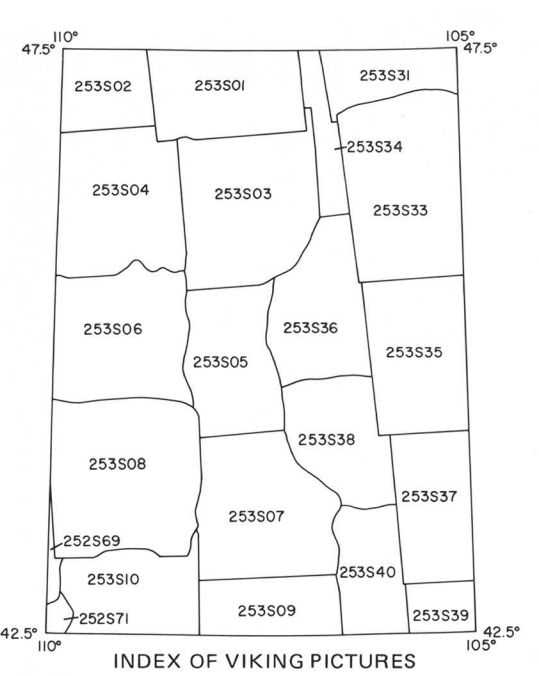 110°
105°
47.5°
47.5°
253S02
253S01
253S31
253S34
253S04
253S03
253S33
253S06
253S36
253S05
253S35
253S38
253S08
253S37
253S07
252S69
253S10
253S40
252S71
253S09
253S39
42.5°
42.5°
110°
105°
INDEX OF VIKING PICTURES